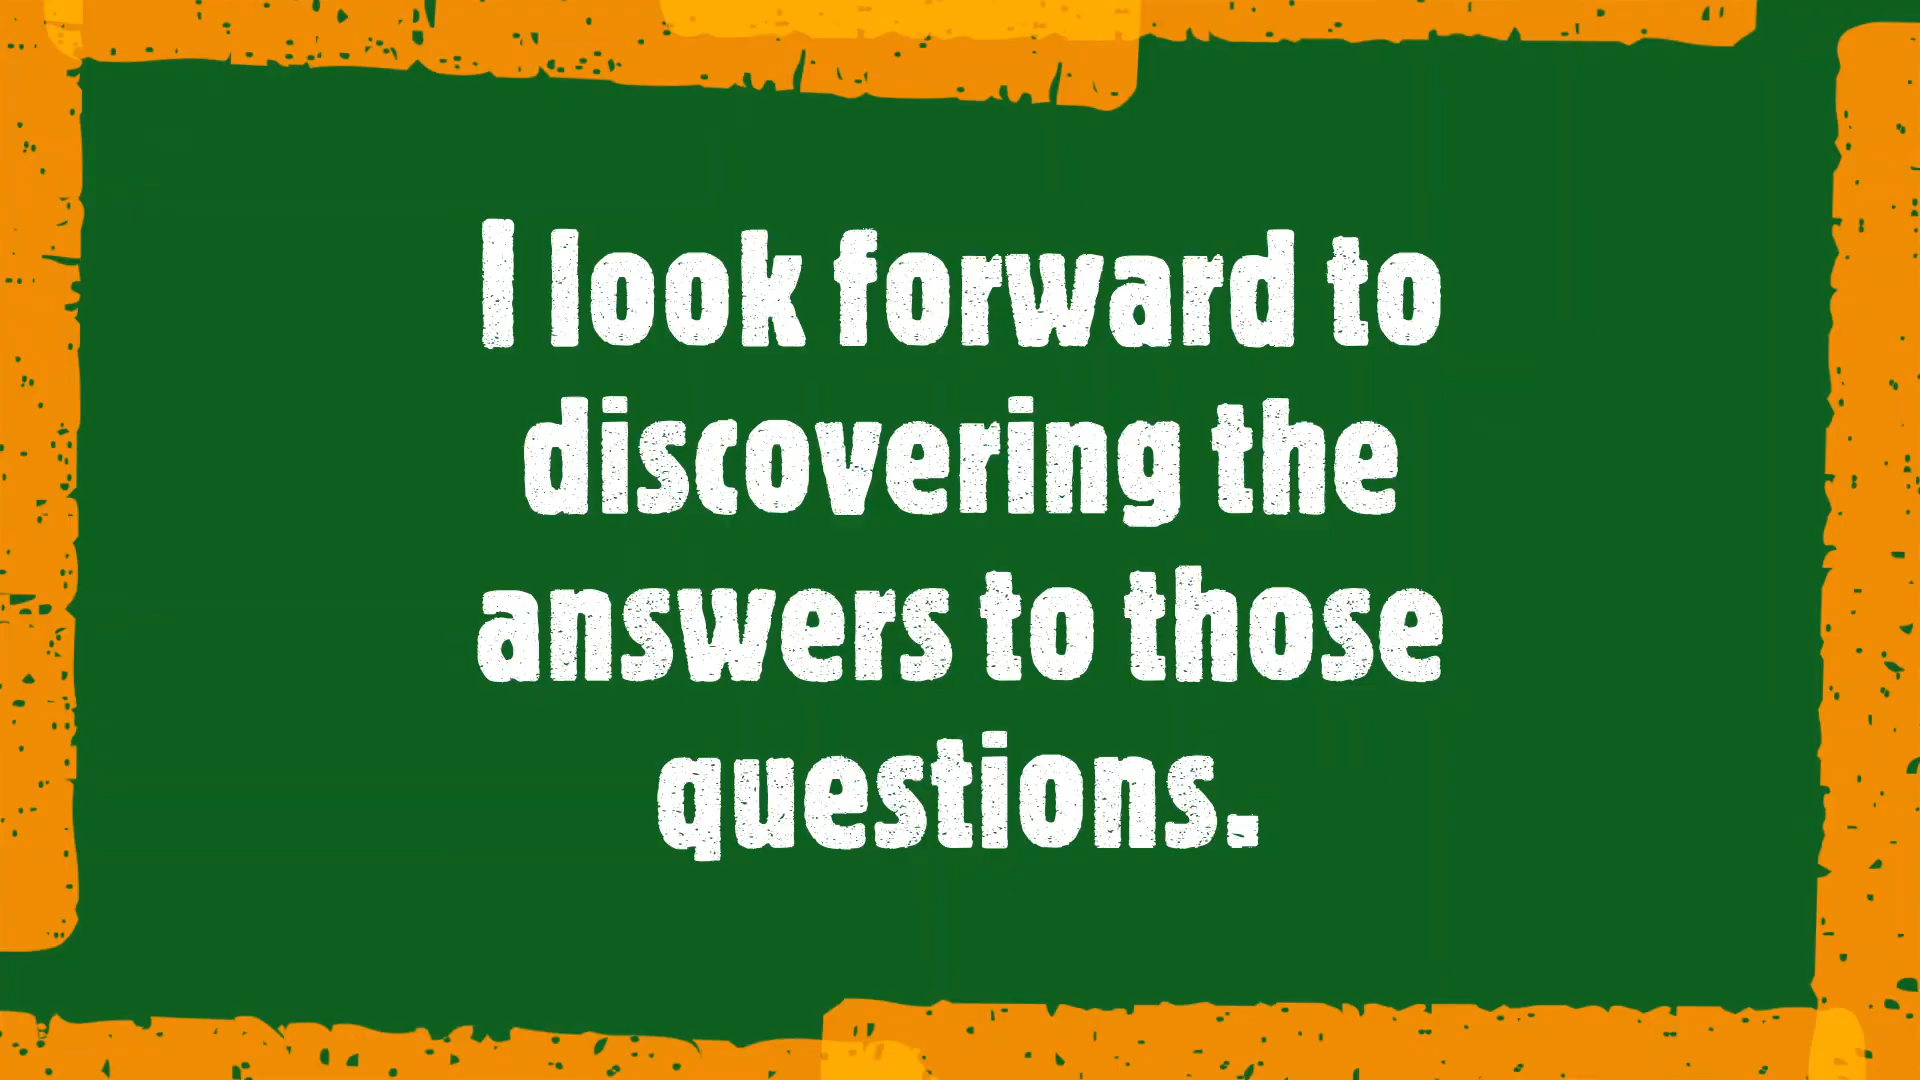 I look forward to
discovering the
answers to those
questions.